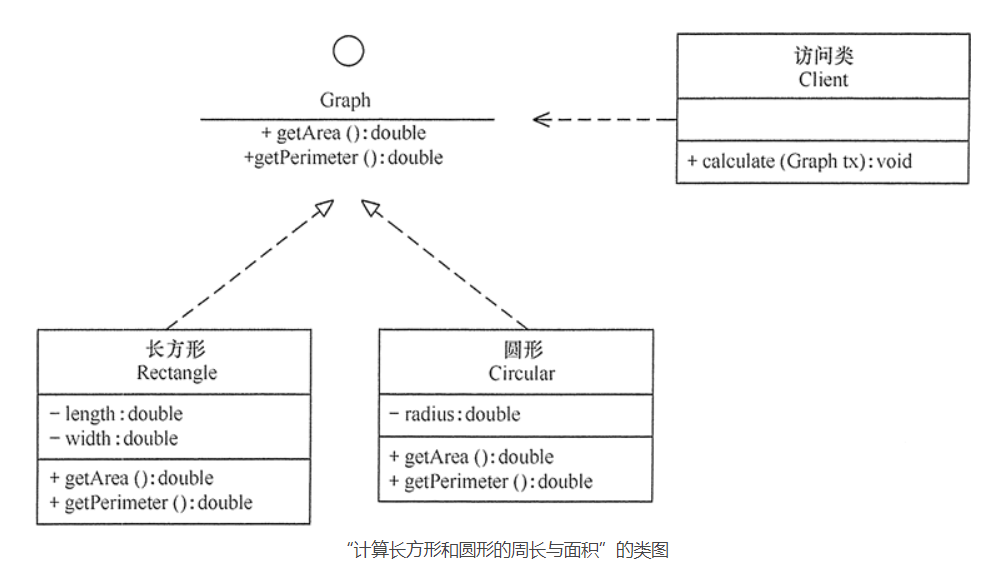 Graph
+ getArea ( ) : double
+getPerimeter ( ) : double
访问类
Client
+ calculate (Graph tx) : void
长方形
Rectangle
− length : double
− width : double
+ getArea ( ) : double
+ getPerimeter ( ) : double
圆形
Circular
− radius : double
+ getArea ( ) : double
+ getPerimeter ( ) : double
“计算长方形和圆形的周长与面积”的类图